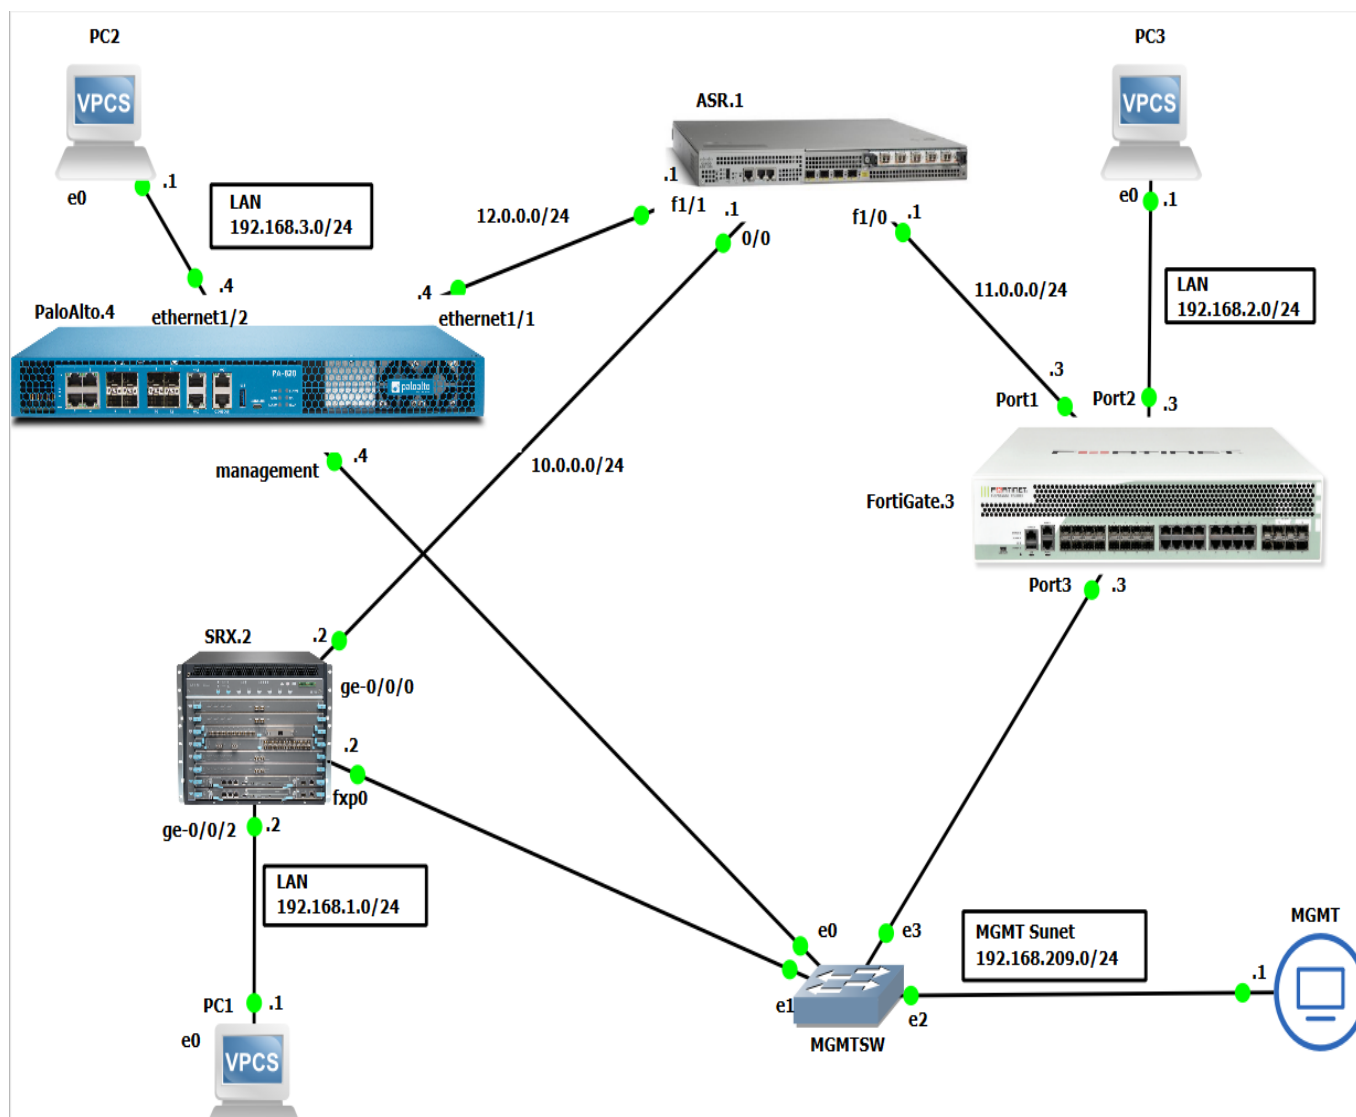 PC2
VPCS
e0
.1
LAN
192.168.3.0/24
.4
ethernet1/2
PaloAlto.4
PA-820
paloalto
ASR.1
.1
f1/1
12.0.0.0/24
.4
ethernet1/1
.1
0/0
f1/0
.1
11.0.0.0/24
.3
Port1
PC3
VPCS
e0
.1
LAN
192.168.2.0/24
Port2
.3
FORTINET
FORTINET
FortiGate.3
Port3
.3
management
.4
10.0.0.0/24
SRX.2
.2
ge-0/0/0
.2
fxp0
ge-0/0/2
.2
LAN
192.168.1.0/24
PC1
.1
e0
VPCS
e0
e3
e1
e2
MGMTSW
MGMT Sunet
192.168.209.0/24
.1
MGMT